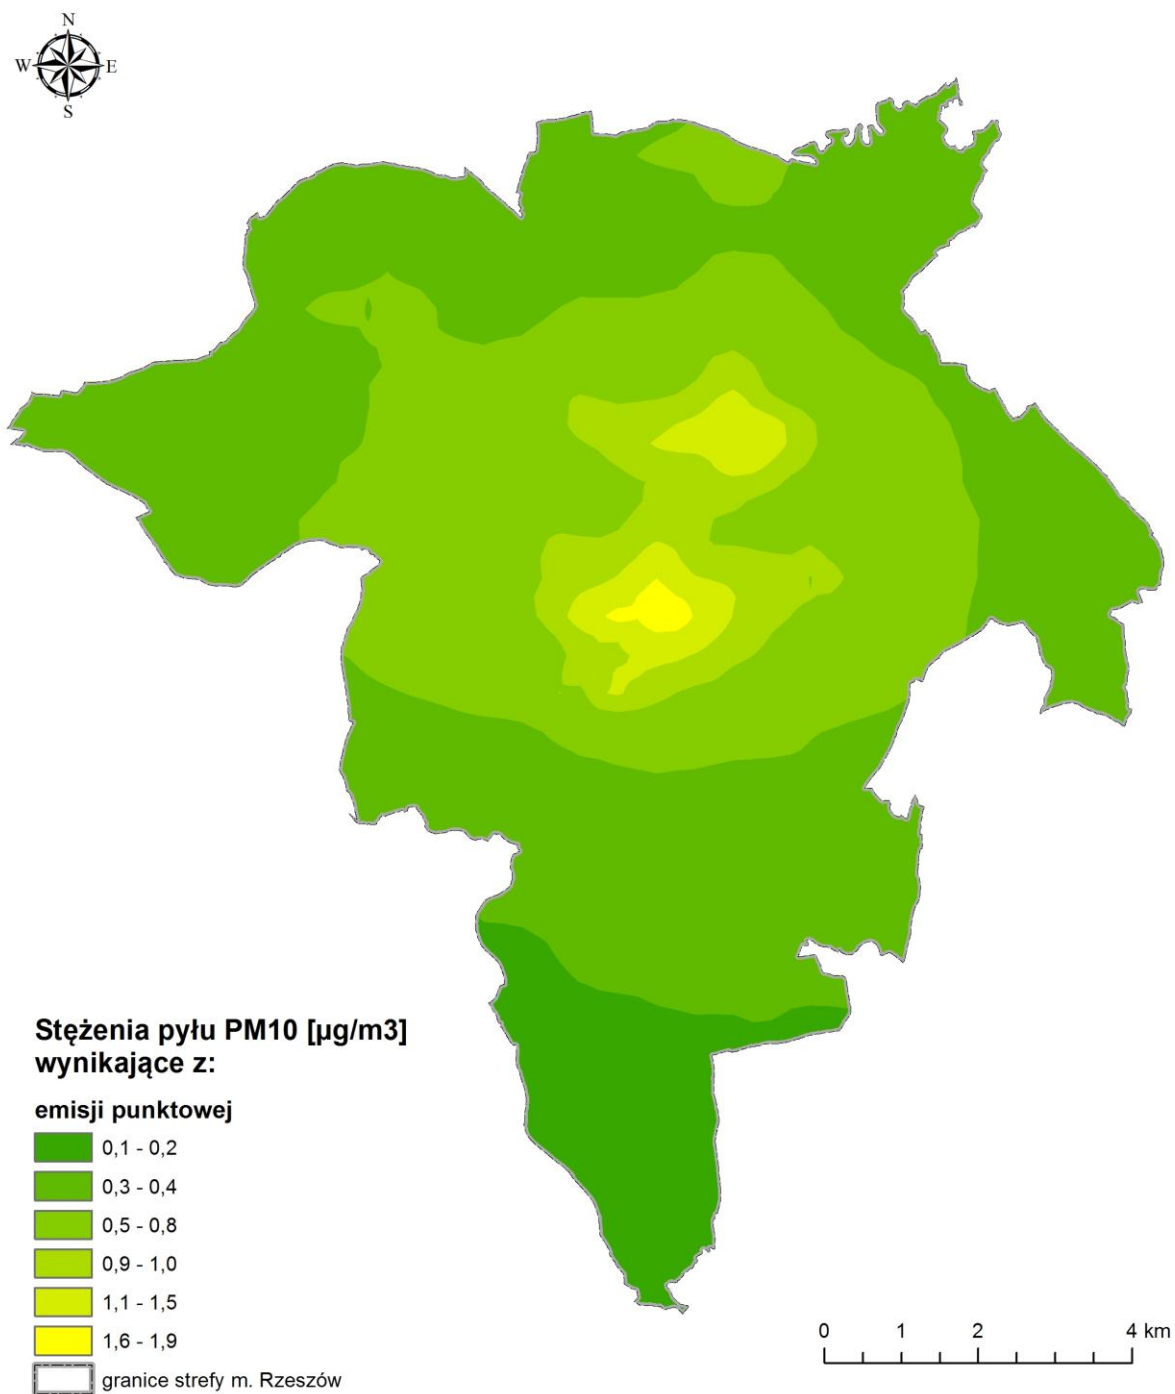 N
W E
S
Stężenia pyłu PM10 [µg/m3]
wynikające z:
emisji punktowej
0,1 - 0,2
0,3 - 0,4
0,5 - 0,8
0,9 - 1,0
1,1 - 1,5
1,6 - 1,9
granice strefy m. Rzeszów
0 1 2 4 km